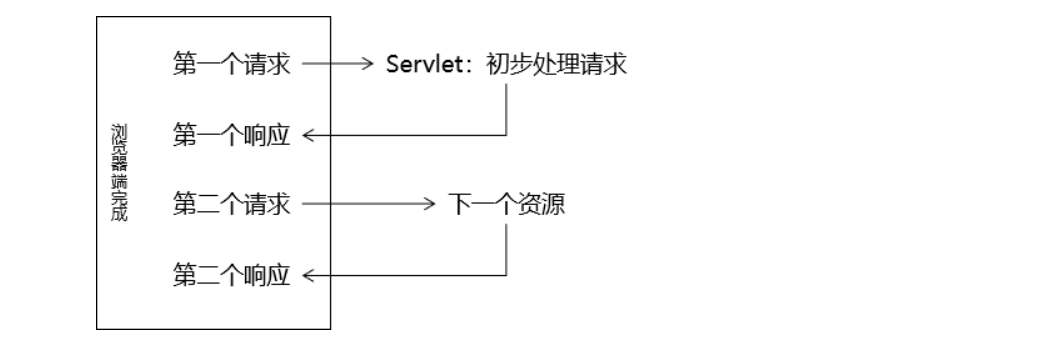 第一个请求
Servlet：初步处理请求
第一个响应
浏览器端完成
第二个请求
下一个资源
第二个响应